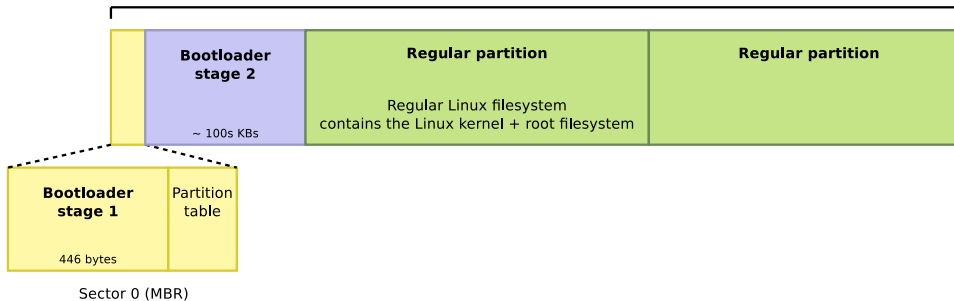 Bootloader
stage 2
~ 100s KBs
Regular partition
Regular Linux filesystem
contains the Linux kernel + root filesystem
Regular partition
Bootloader
stage 1
446 bytes
Partition
table
Sector 0 (MBR)